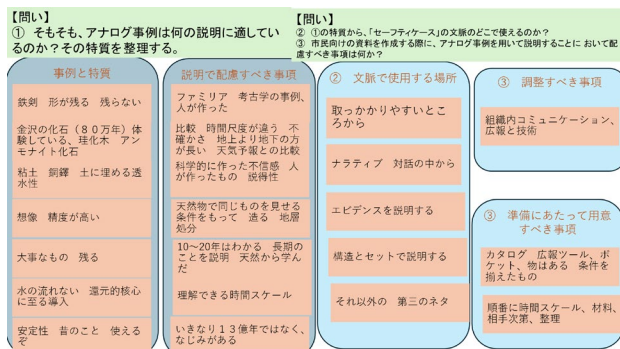 【問い】
① そもそも、アナログ事例は何の説明に適してい
るのか?その特質を整理する。
【問い】
② ①の特質から、「セーフティケース」の文脈のどこで使えるのか?
③ 市民向けの資料を作成する際に、アナログ事例を用いて説明することに おいて配
慮すべき事項は何か?
事例と特質
鉄剣 形が残る 残らない
金沢の化石(80万年)体
験している、珪化木 アン
モナイト化石
粘土 銅鐸 土に埋める透
水性
想像 精度が高い
大事なもの 残る
水の流れない 還元的核心
に至る導入
安定性 昔のこと 使える
ぞ
説明で配慮すべき事項
ファミリア 考古学の事例、
人が作った
比較 時間尺度が違う 不
確かさ 地上より地下の方
が長い 天気予報との比較
科学的に作った不信感 人
が作ったもの 説得性
天然物で同じものを見せる
条件をもって 造る 地層
処分
10~20年はわかる 長期の
ことを説明 天然から学ん
だ
理解できる時間スケール
いきなり13億年ではなく、
なじみがある
② 文脈で使用する場所
取っかかりやすいとこ
ろから
ナラティブ 対話の中から
エビデンスを説明する
構造とセットで説明する
それ以外の 第三のネタ
③ 調整すべき事項
組織内コミュニケーション、
広報と技術
③ 準備にあたって用意
すべき事項
カタログ 広報ツール、ポ
ケット、物はある 条件を
揃えたもの
順番に時間スケール、材料、
相手次第、整理